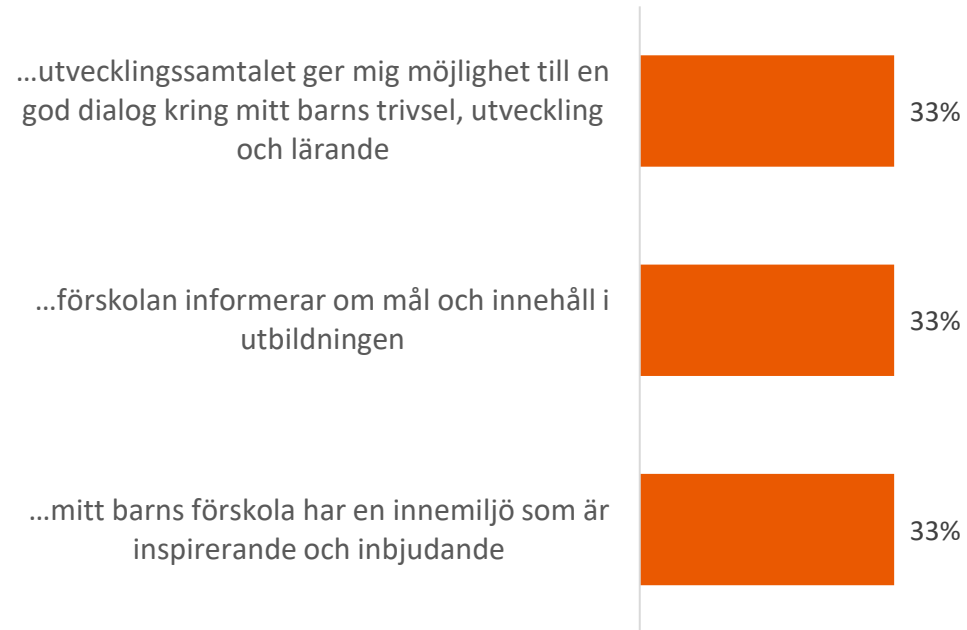 ...utvecklingssamtalet ger mig möjlighet till en
god dialog kring mitt barns trivsel, utveckling
och lärande
33%
...förskolan informerar om mål och innehåll i
utbildningen
33%
...mitt barns förskola har en innemiljö som är
inspirerande och inbjudande
33%